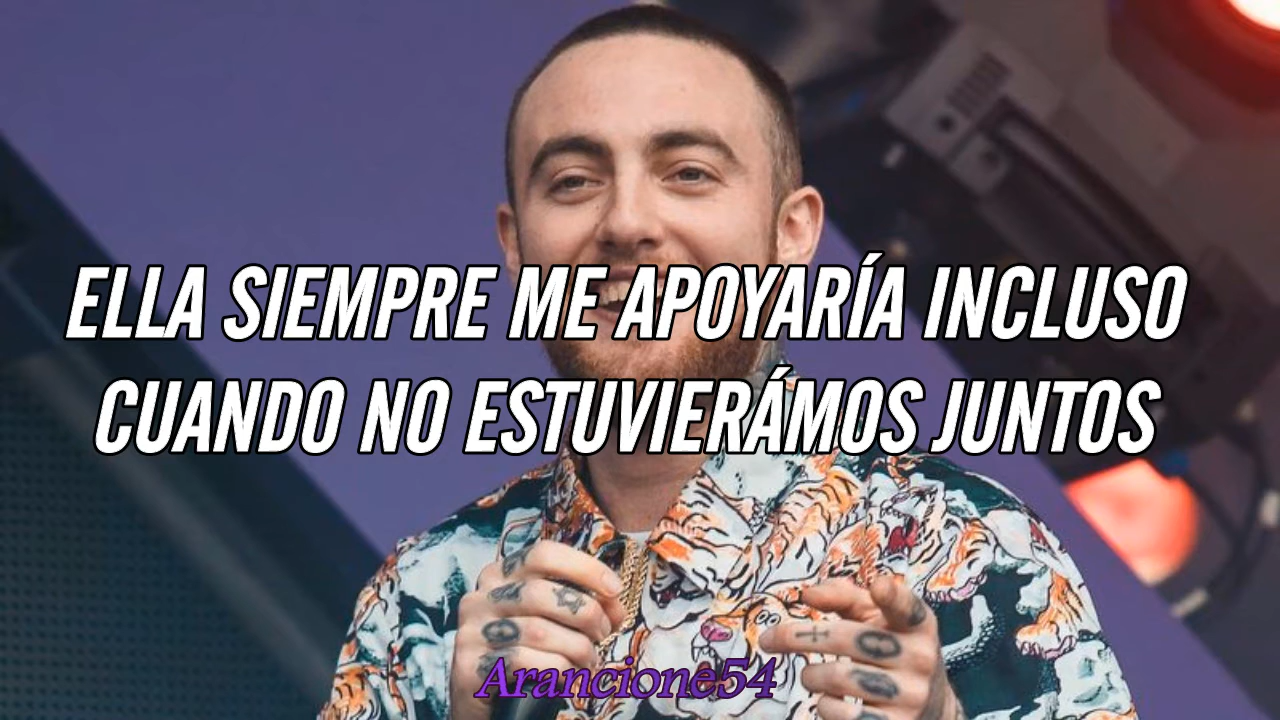 ELLA SIEMPRE ME APOYARÍA INCLUSO
CUANDO NO ESTUVIERÁMOS JUNTOS
Arancione54